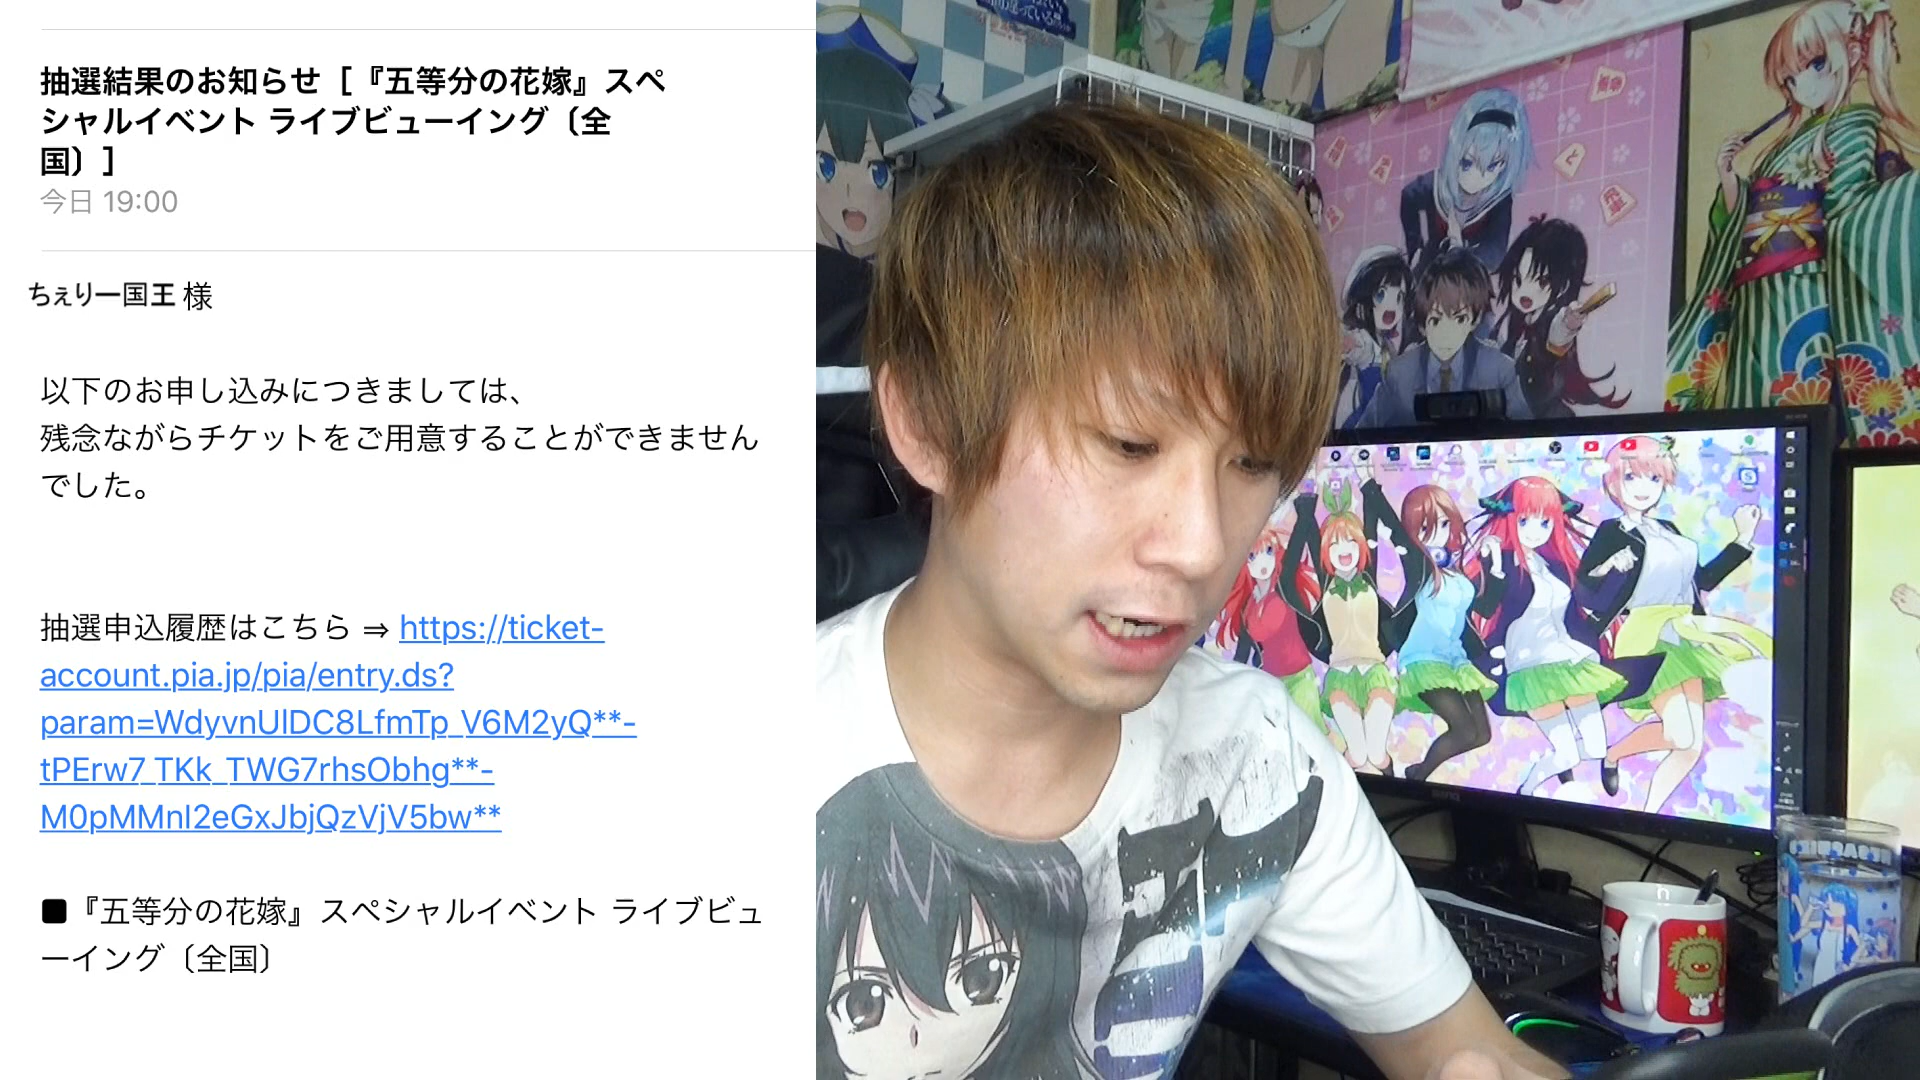 抽選結果のお知らせ［『五等分の花嫁』スペ
シャルイベント ライブビューイング〔全
国〕］
今日 19:00
ちぇりー国王 様
以下のお申し込みにつきましては、
残念ながらチケットをご用意することができません
でした。
抽選申込履歴はこちら ⇒ https://ticket-
account.pia.jp/pia/entry.ds?
param=WdyvnUlDC8LfmTp_V6M2yQ**-
tPErw7_TKk_TWG7rhsObhg**-
M0pMMnI2eGxJbjQzVjV5bw**
■『五等分の花嫁』スペシャルイベント ライブビュ
ーイング〔全国〕
BenQ